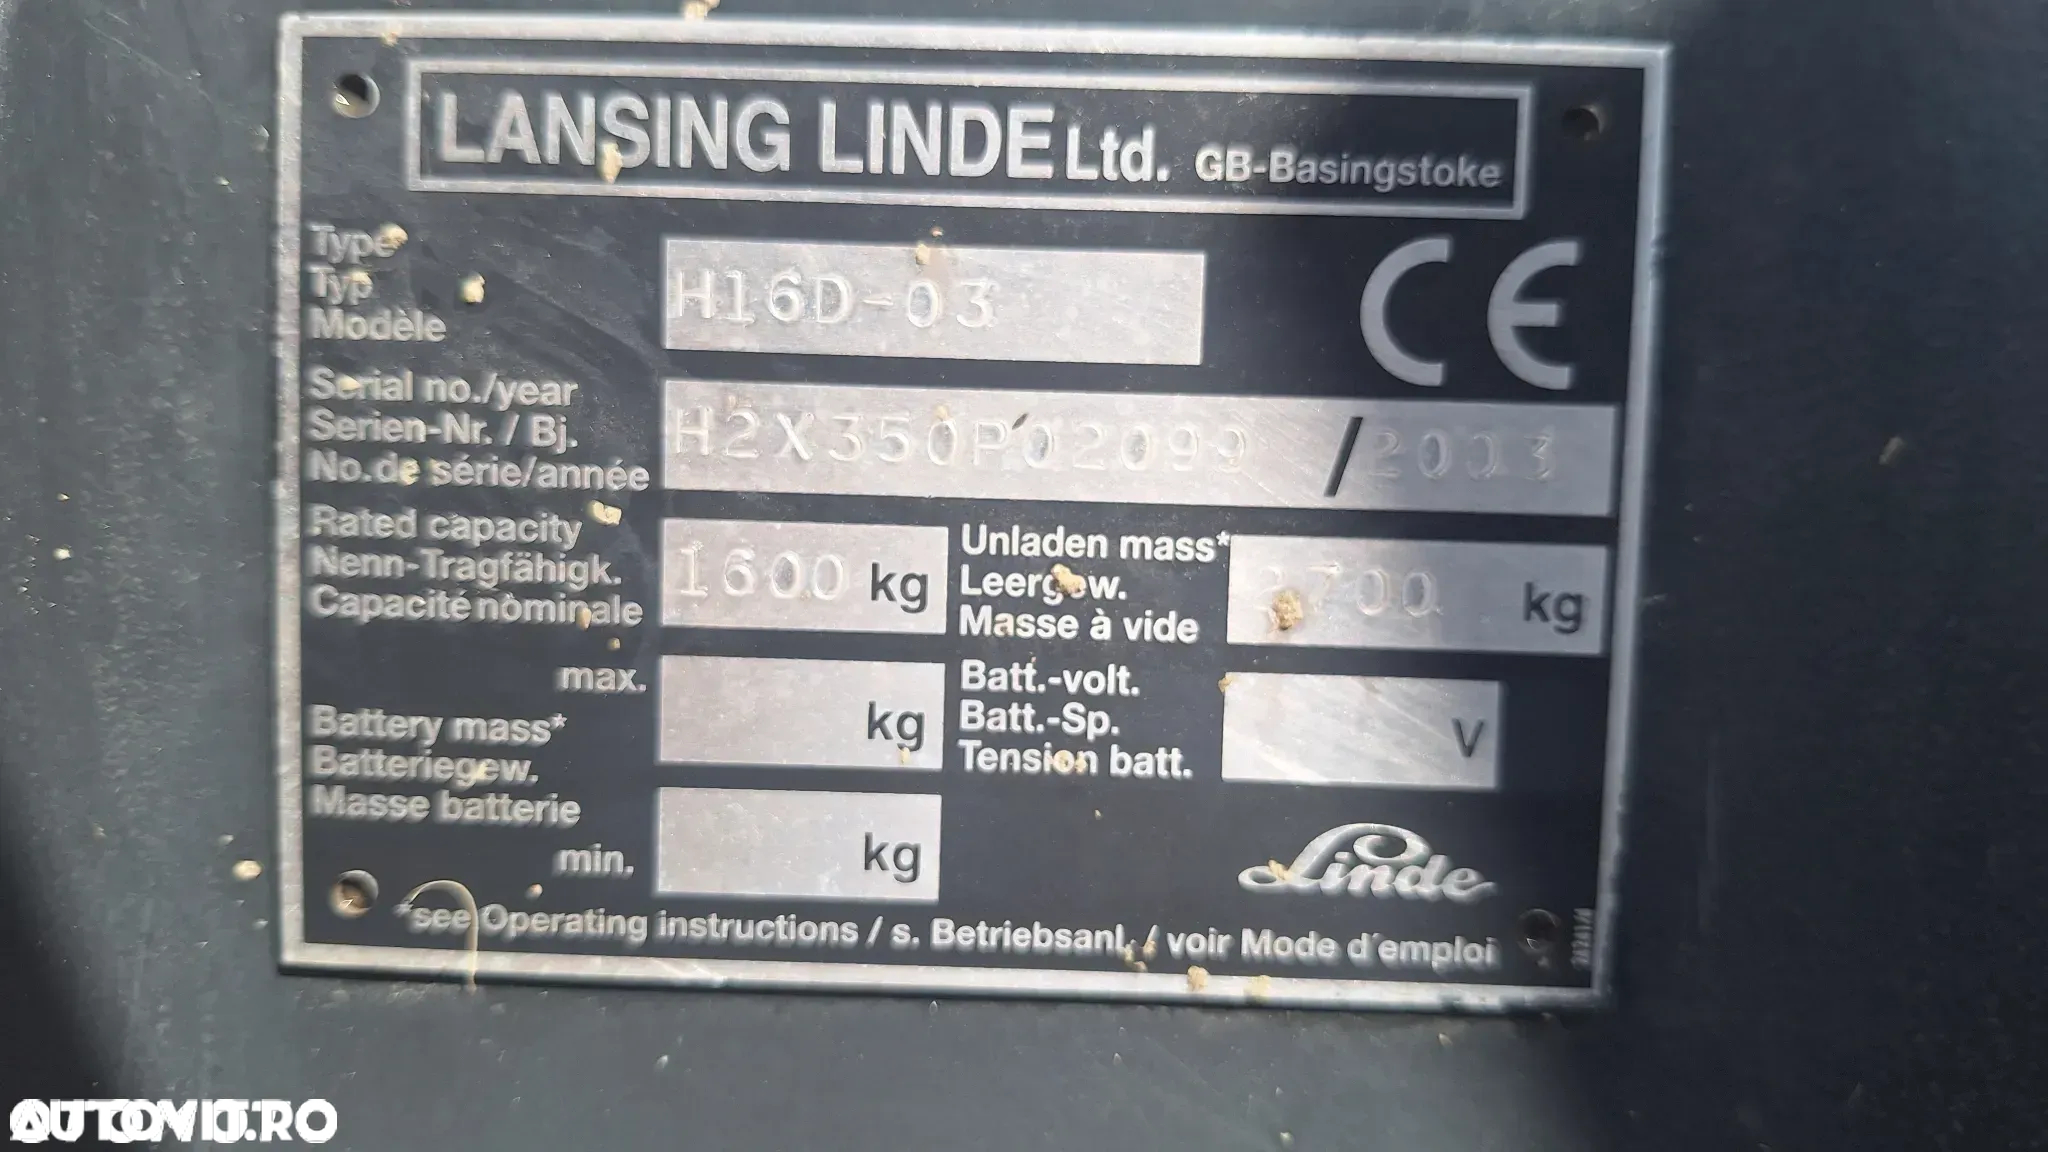 LANSING LINDE Ltd. GB-Basingstoke
Type
Typ
Modèle
H16D-03
CE
Serial no./year
Serien-Nr. / Bj.
No.de série/année
H2X350P02099 / 2003
Rated capacity
Nenn-Tragfähigk.
Capacité nominale
1600 kg
Unladen mass*
Leergew.
Masse à vide
kg
max.
kg
Battery mass*
Batteriegew.
Masse batterie
min.
kg
Batt.-volt.
Batt.-Sp.
Tension batt.
V
Linde
*see Operating instructions / s. Betriebsanl. / voir Mode d'emploi
AUTOVIT.RO